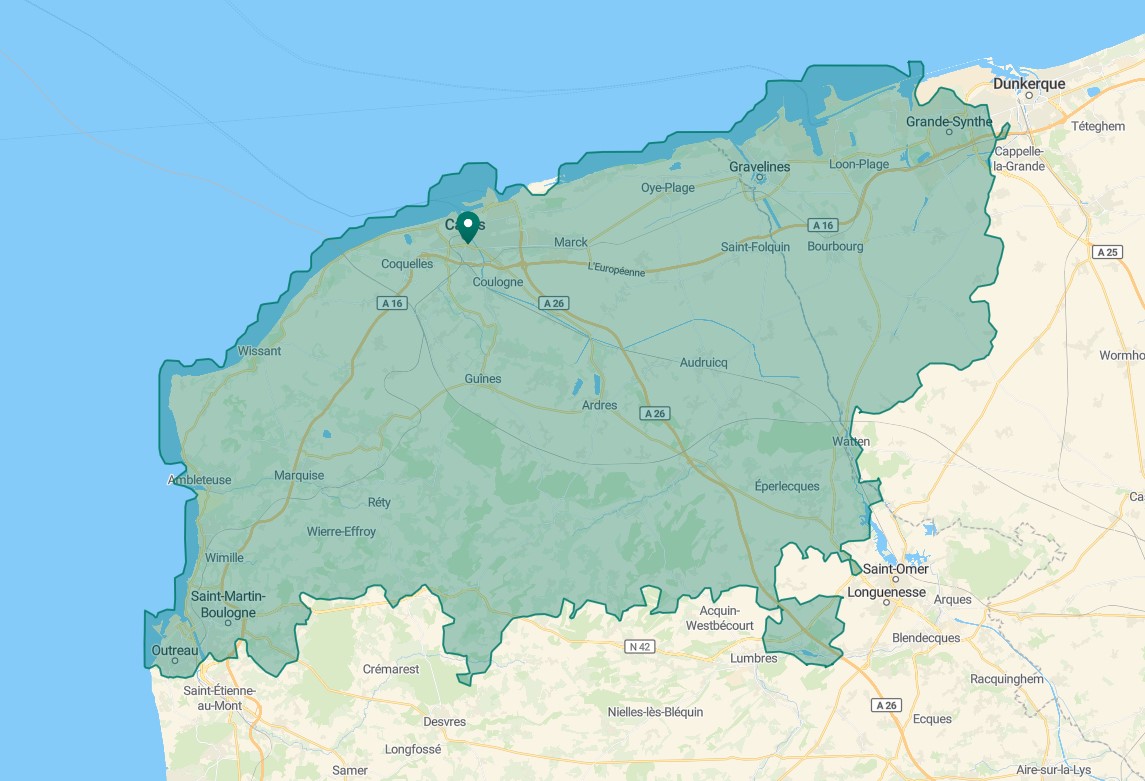 Dunkerque
Grande-Synthe
Téteghem
Cappelle-
la-Grande
Gravelines
Loon-Plage
Oye-Plage
A 16
Marck
Saint-Folquin
Bourbourg
A 25
Coquelles
L'Européenne
Coulogne
A 16
A 26
Wissant
Audruicq
Guînes
Ardres
A 26
Watten
Ambleteuse
Marquise
Éperlecques
Réty
Wierre-Effroy
Wimille
Saint-Omer
Saint-Martin-
Boulogne
Longuenesse
Arques
Acquin-
Westbécourt
Blendecques
Outreau
N 42
Lumbres
Crémarest
Racquinghem
Saint-Étienne-
au-Mont
A 26
Nielles-lès-Bléquin
Desvres
Ecques
Longfossé
Samer
Aire-sur-la-Lys